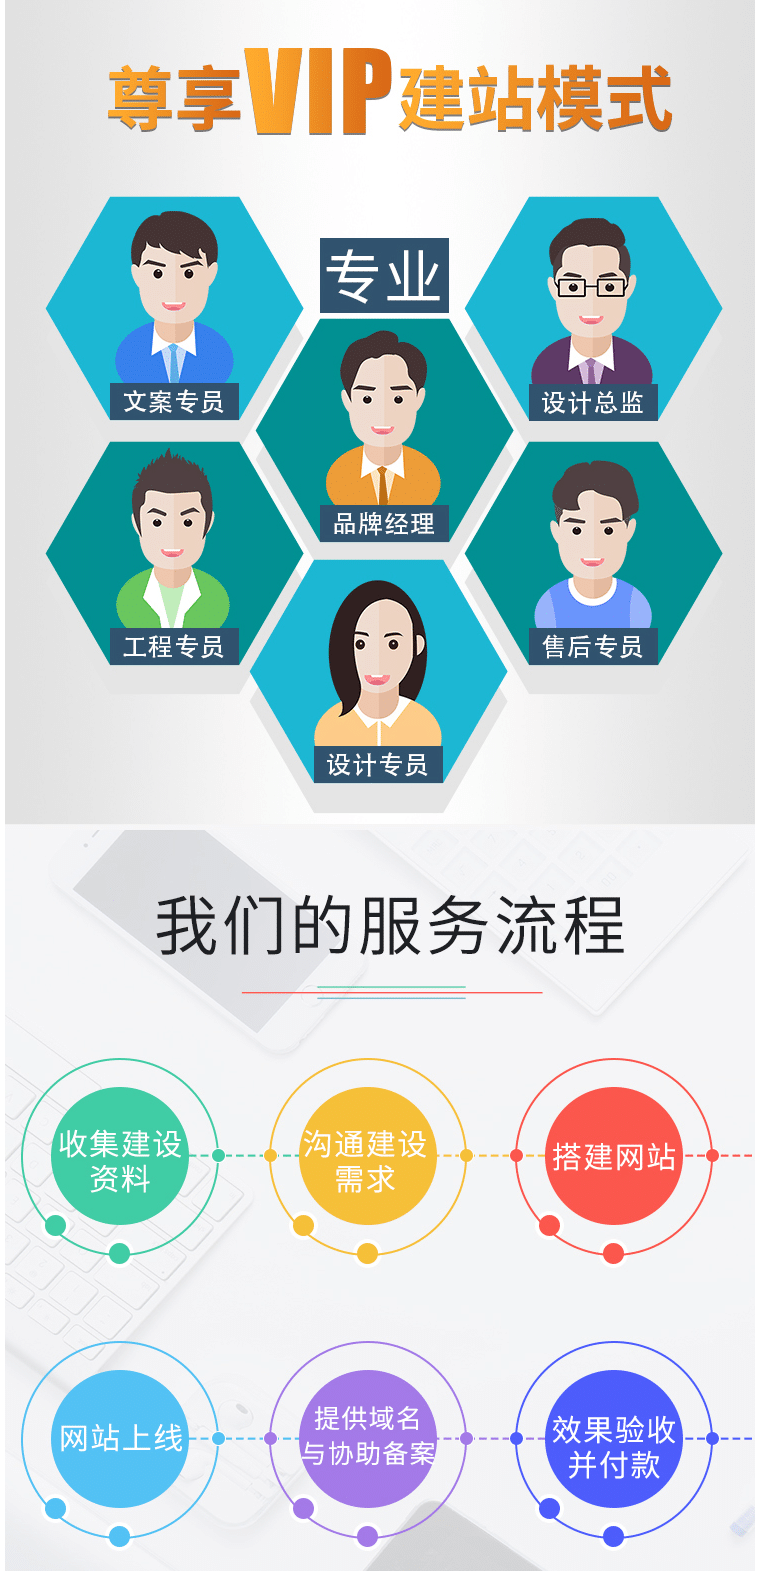 尊享VIP建站模式
专业
文案专员
设计总监
品牌经理
工程专员
售后专员
设计专员
我们的服务流程
收集建设
资料
沟通建设
需求
搭建网站
网站上线
提供域名
与协助备案
效果验收
并付款